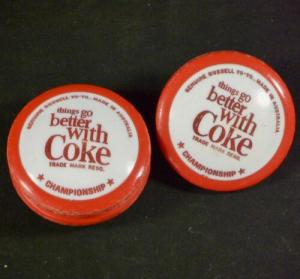 GENUINE RUSSELL YO-YO.. MADE IN AUSTRALIA
things go
better
with
Coke
TRADE MARK REGD.
★ CHAMPIONSHIP ★
GENUINE RUSSELL YO-YO.. MADE IN AUSTRALIA
things go
better
with
Coke
TRADE MARK REGD.
★ CHAMPIONSHIP ★